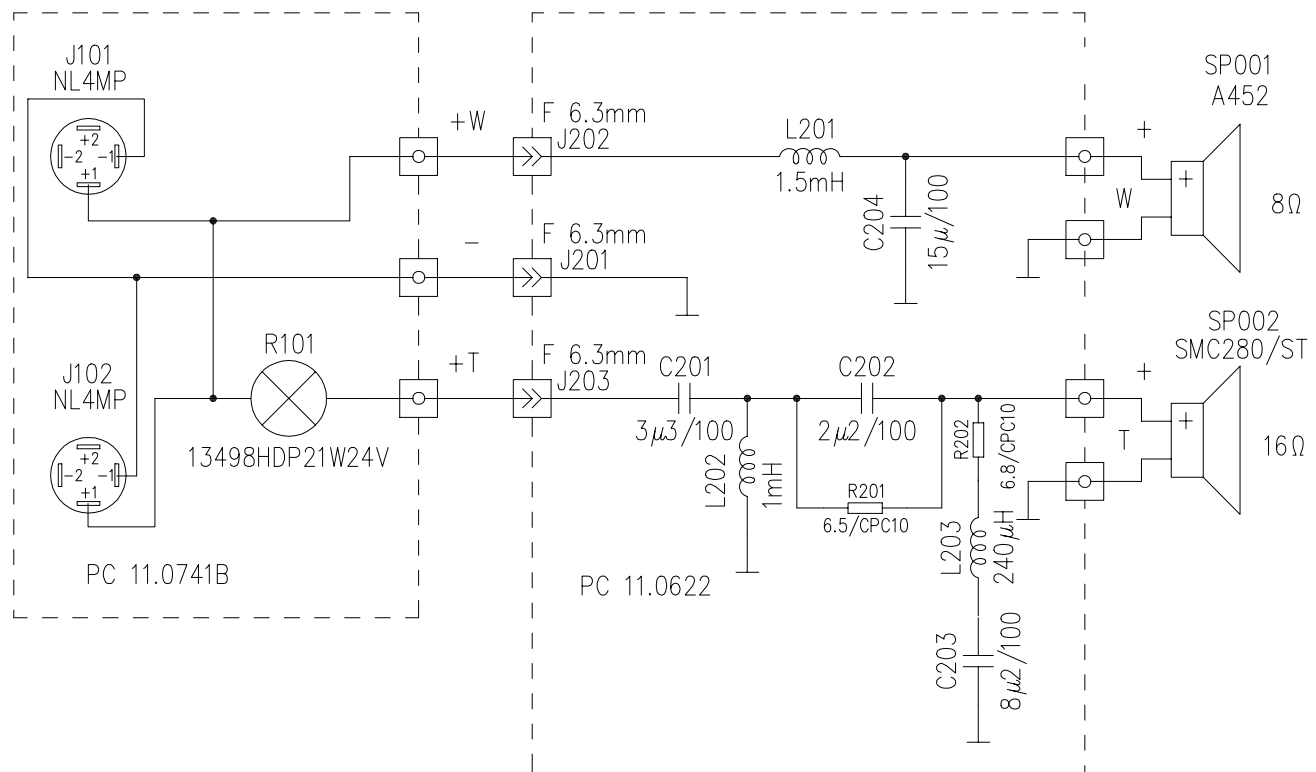 J101
NL4MP
+2
-2
-1
+1
J102
NL4MP
+2
-2
-1
+1
R101
13498HDP21W24V
PC 11.0741B
+W
-
+T
F 6.3mm
J202
F 6.3mm
J201
F 6.3mm
J203
L201
1.5mH
C204
15μ/100
C201
3μ3/100
L202
1mH
C202
2μ2/100
R201
6.5/CPC10
R202
6.8/CPC10
L203
240μH
C203
8μ2/100
PC 11.0622
+
W
SP001
A452
+
8Ω
+
T
SP002
SMC280/ST
+
16Ω